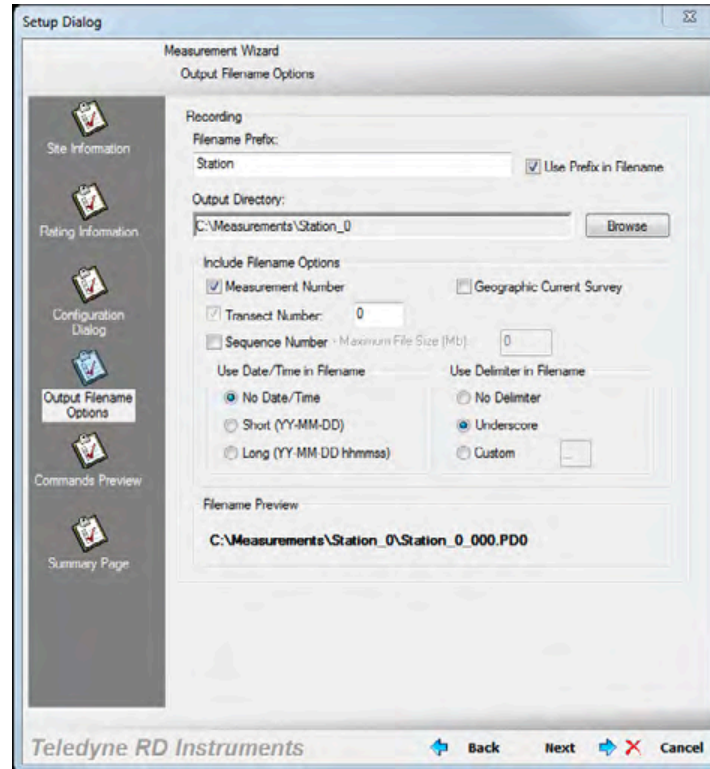 Setup Dialog
Measurement Wizard
Output Filename Options
Site Information
Rating Information
Configuration
Dialog
Output Filename
Options
Commands Preview
Summary Page
Recording
Filename Prefix:
Station
Use Prefix in Filename
Output Directory:
C:\Measurements\Station_0
Browse
Include Filename Options
Measurement Number
Geographic Current Survey
Transect Number: 0
Sequence Number - Maximum File Size (Mb) 0
Use Date/Time in Filename
No Date/Time
Short (YY-MM-DD)
Long (YY-MM-DD hhmmss)
Use Delimiter in Filename
No Delimiter
Underscore
Custom _
Filename Preview
C:\Measurements\Station_0\Station_0_000.PD0
Teledyne RD Instruments
Back Next Cancel